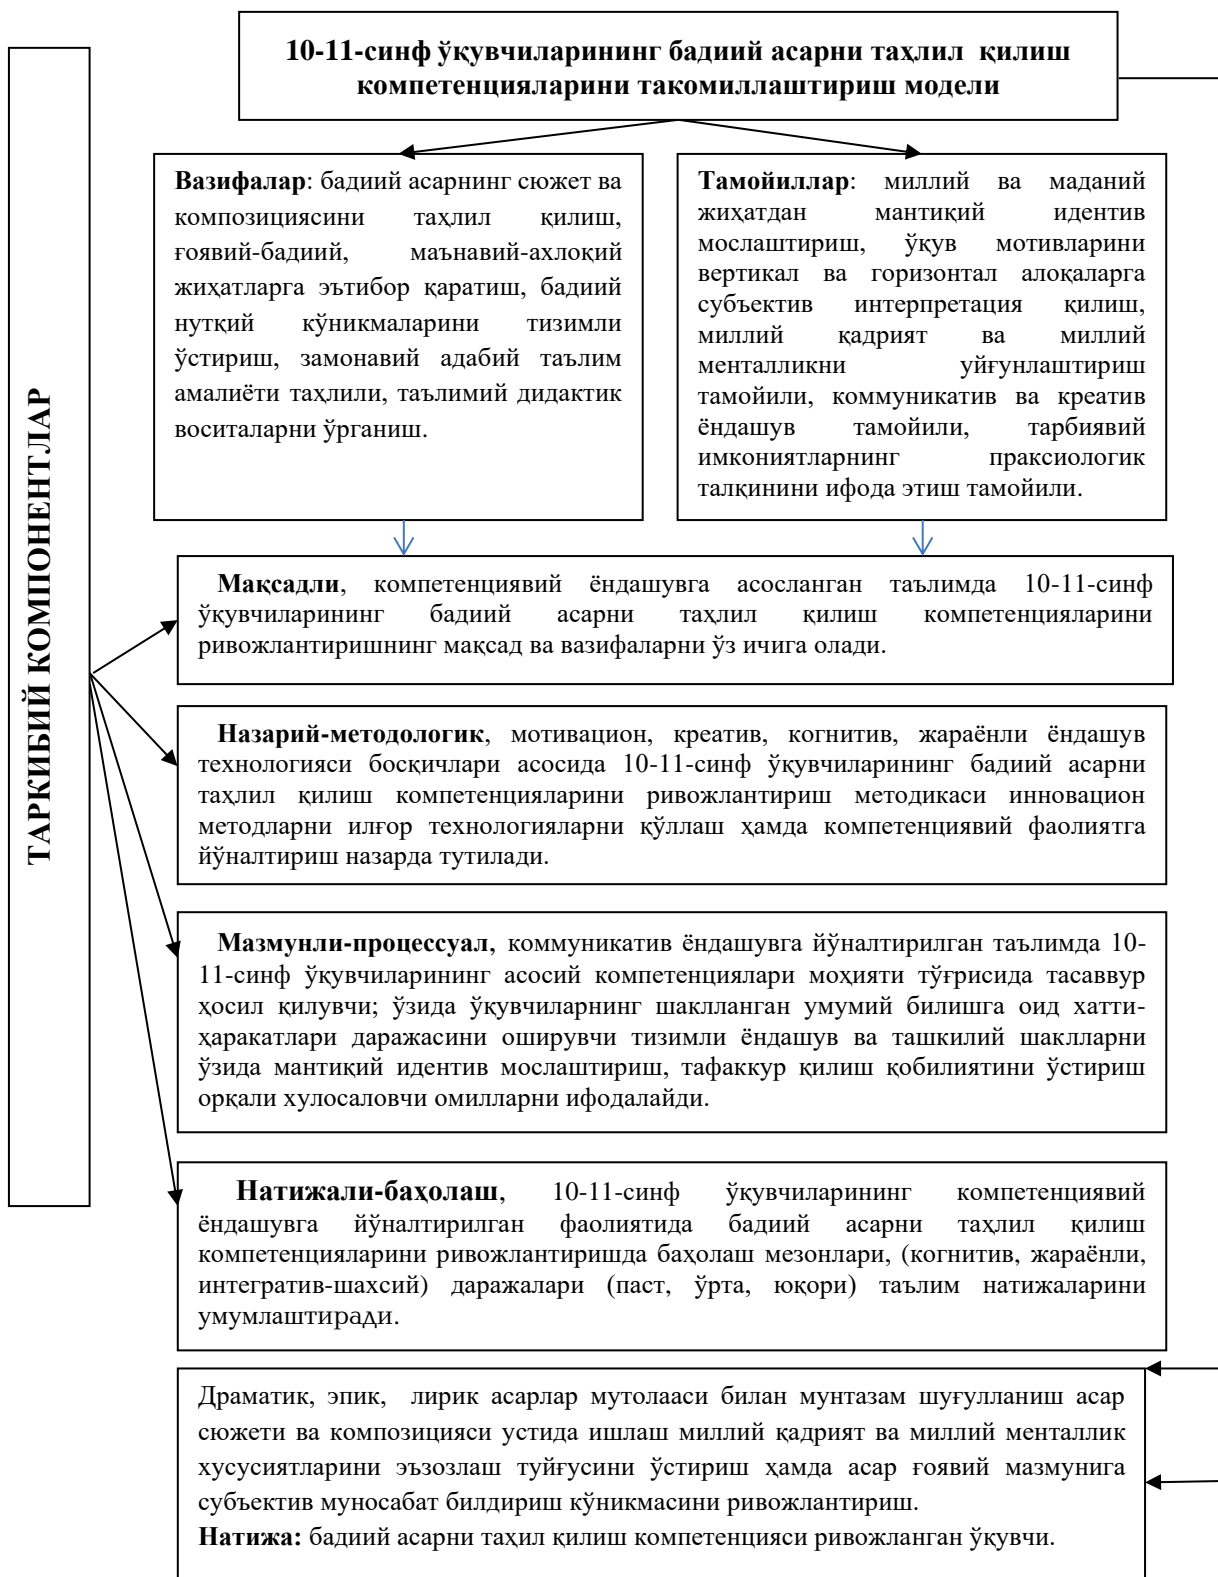 10-11-синф ўқувчиларининг бадиий асарни таҳлил қилиш
компетенцияларини такомиллаштириш модели
ТАРКИБИЙ КОМПОНЕНТЛАР
Вазифалар: бадиий асарнинг сюжет ва
композициясини таҳлил қилиш,
ғоявий-бадиий, маънавий-ахлоқий
жиҳатларга эътибор қаратиш, бадиий
нутқий кўникмаларини тизимли
ўстириш, замонавий адабий таълим
амалиёти таҳлили, таълимий дидактик
воситаларни ўрганиш.
Тамойиллар: миллий ва маданий
жиҳатдан мантиқий идентив
мослаштириш, ўқув мотивларини
вертикал ва горизонтал алоқаларга
субъектив интерпретация қилиш,
миллий қадрият ва миллий
менталликни уйғунлаштириш
тамойили, коммуникатив ва креатив
ёндашув тамойили, тарбиявий
имкониятларнинг праксиологик
талқинини ифода этиш тамойили.
Мақсадли, компетенциявий ёндашувга асосланган таълимда 10-11-синф
ўқувчиларининг бадиий асарни таҳлил қилиш компетенцияларини
ривожлантиришнинг мақсад ва вазифаларни ўз ичига олади.
Назарий-методологик, мотивацион, креатив, когнитив, жараёнли ёндашув
технологияси босқичлари асосида 10-11-синф ўқувчиларининг бадиий асарни
таҳлил қилиш компетенцияларини ривожлантириш методикаси инновацион
методларни илғор технологияларни қўллаш ҳамда компетенциявий фаолиятга
йўналтириш назарда тутилади.
Мазмунли-процессуал, коммуникатив ёндашувга йўналтирилган таълимда 10-
11-синф ўқувчиларининг асосий компетенциялари моҳияти тўғрисида тасаввур
ҳосил қилувчи; ўзида ўқувчиларнинг шаклланган умумий билишга оид хатти-
ҳаракатлари даражасини оширувчи тизимли ёндашув ва ташкилий шаклларни
ўзида мантиқий идентив мослаштириш, тафаккур қилиш қобилиятини ўстириш
орқали хулосаловчи омилларни ифодалайди.
Натижали-баҳолаш, 10-11-синф ўқувчиларининг компетенциявий
ёндашувга йўналтирилган фаолиятида бадиий асарни таҳлил қилиш
компетенцияларини ривожлантиришда баҳолаш мезонлари, (когнитив, жараёнли,
интегратив-шахсий) даражалари (паст, ўрта, юқори) таълим натижаларини
умумлаштиради.
Драматик, эпик, лирик асарлар мутолааси билан мунтазам шуғулланиш асар
сюжети ва композицияси устида ишлаш миллий қадрият ва миллий менталлик
хусусиятларини эъзозлаш туйғусини ўстириш ҳамда асар ғоявий мазмунига
субъектив муносабат билдириш кўникмасини ривожлантириш.
Натижа: бадиий асарни таҳил қилиш компетенцияси ривожланган ўқувчи.